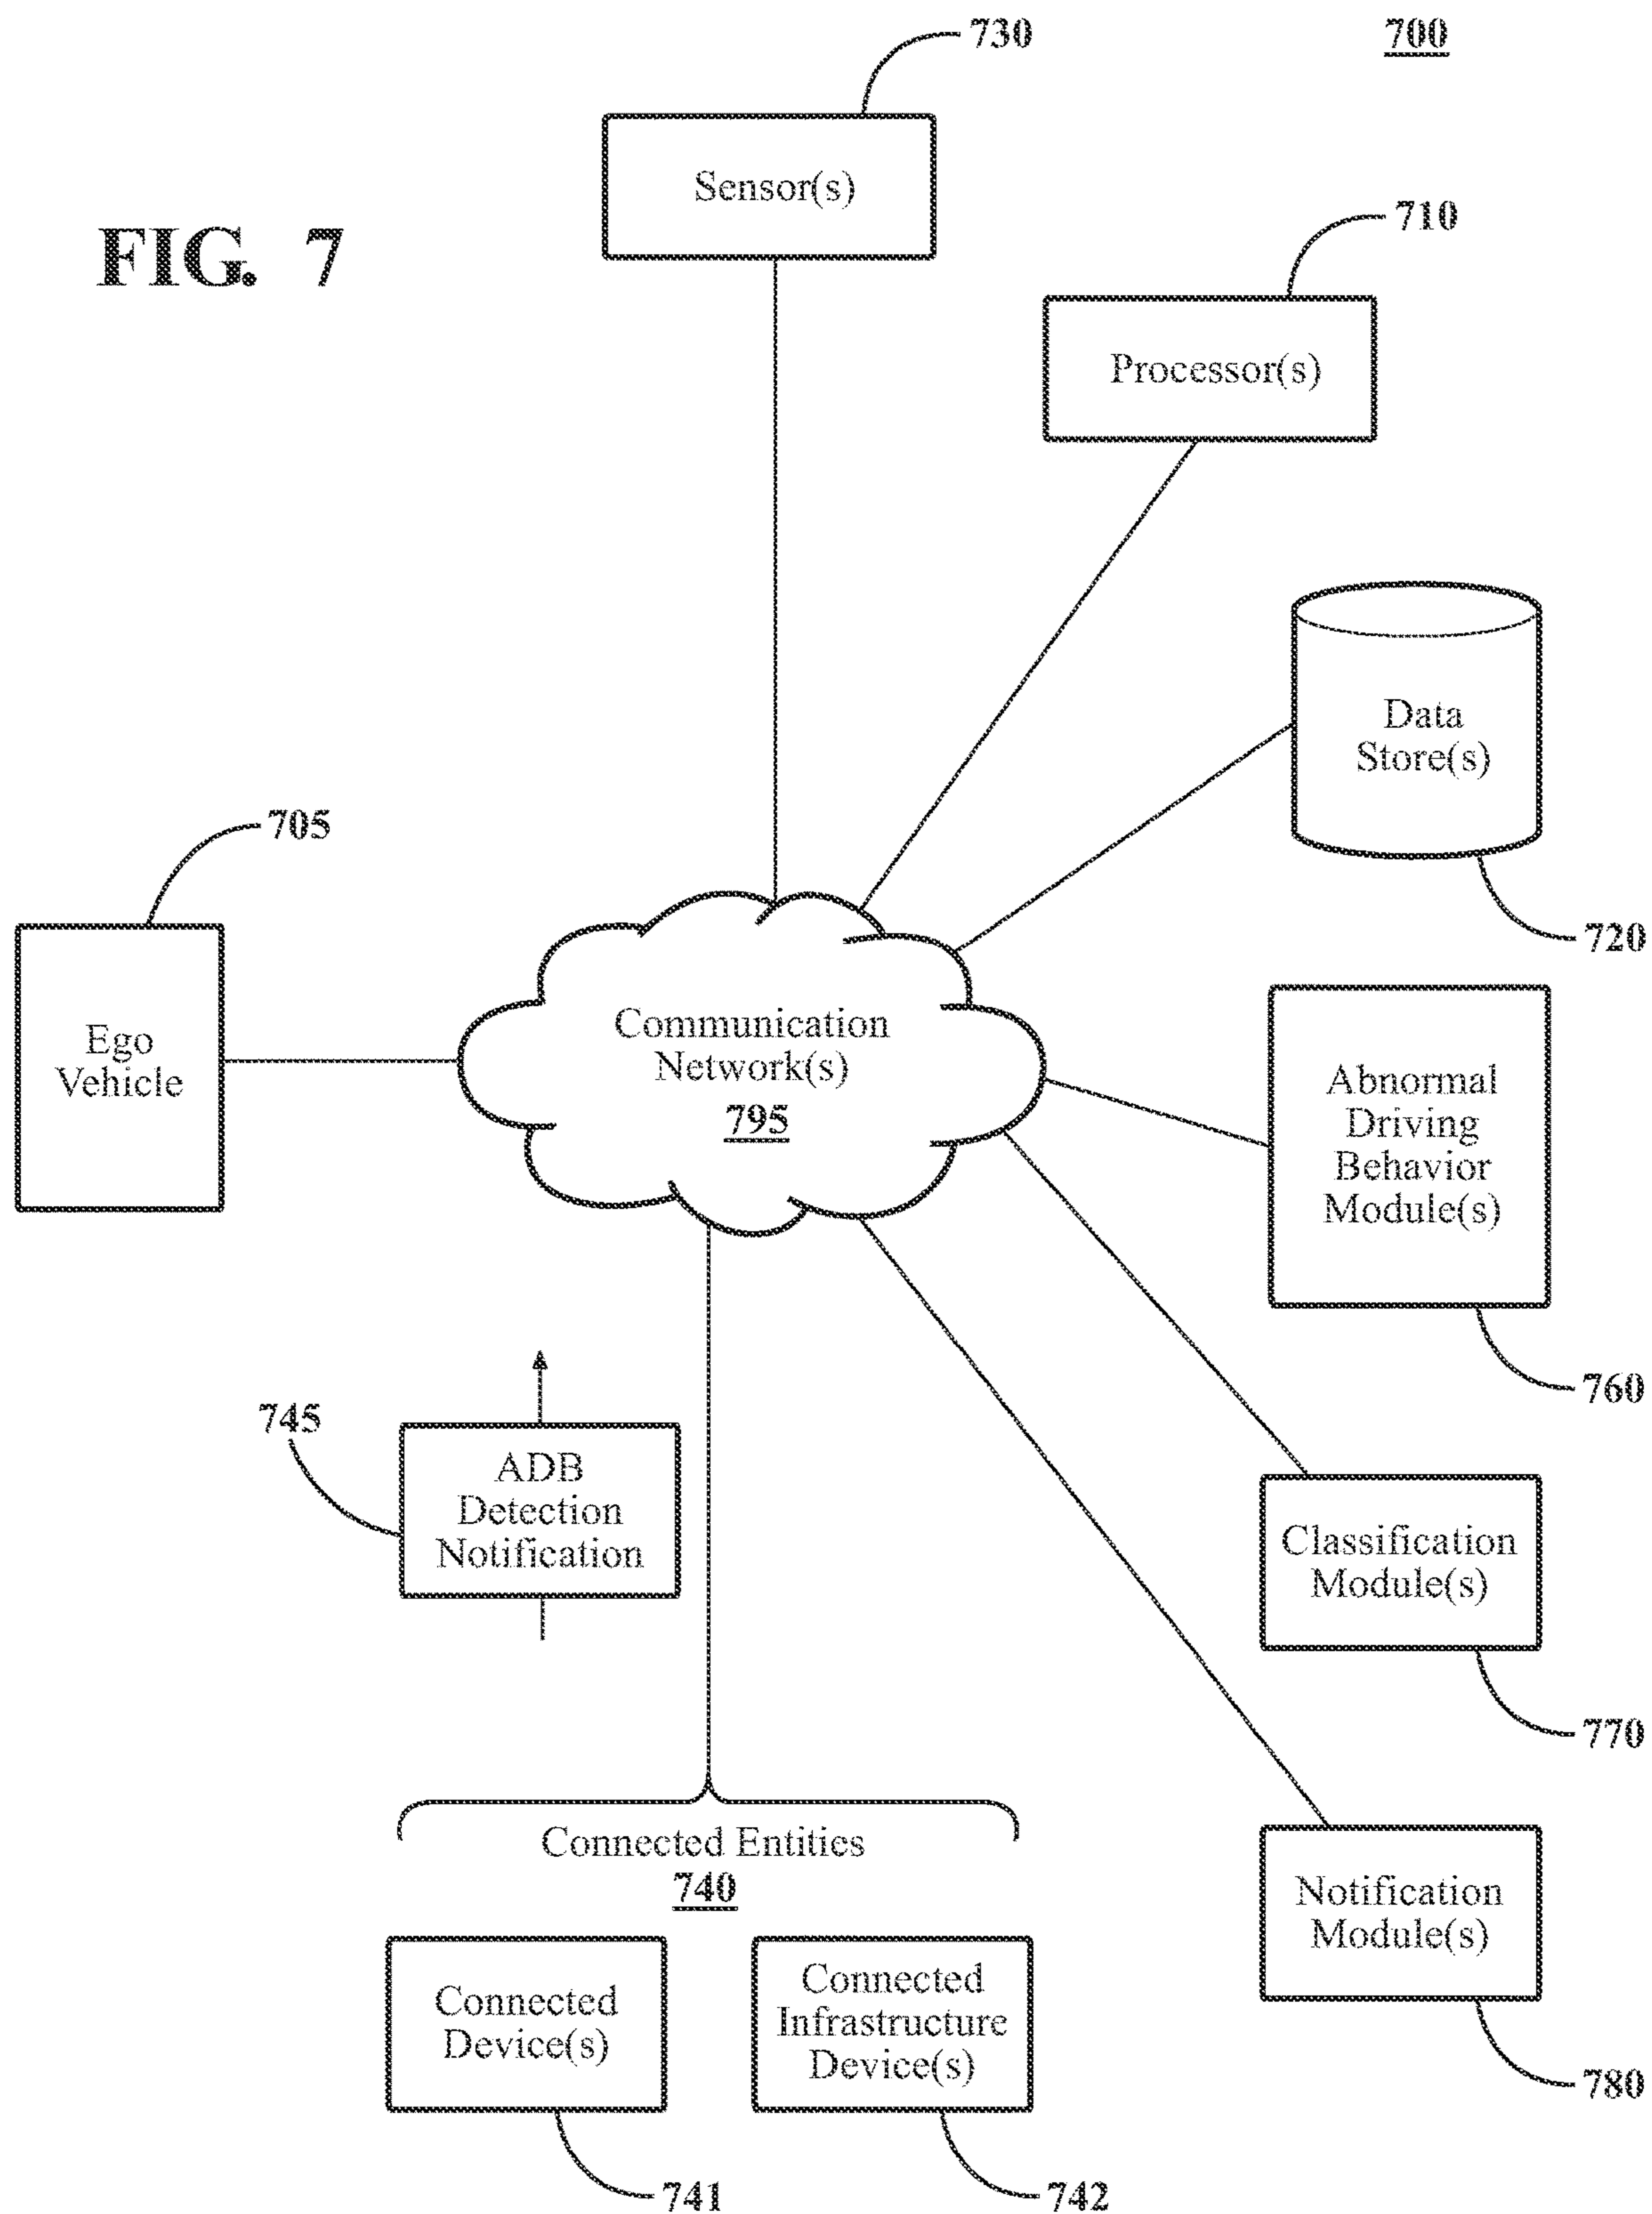 730
700
Sensor(s)
FIG. 7
710
Processor(s)
Data
Store(s)
720
705
Ego
Vehicle
Communication
Network(s)
795
Abnormal
Driving
Behavior
Module(s)
760
745
ADB
Detection
Notification
Classification
Module(s)
770
Connected Entities
740
Notification
Module(s)
780
Connected
Device(s)
741
Connected
Infrastructure
Device(s)
742